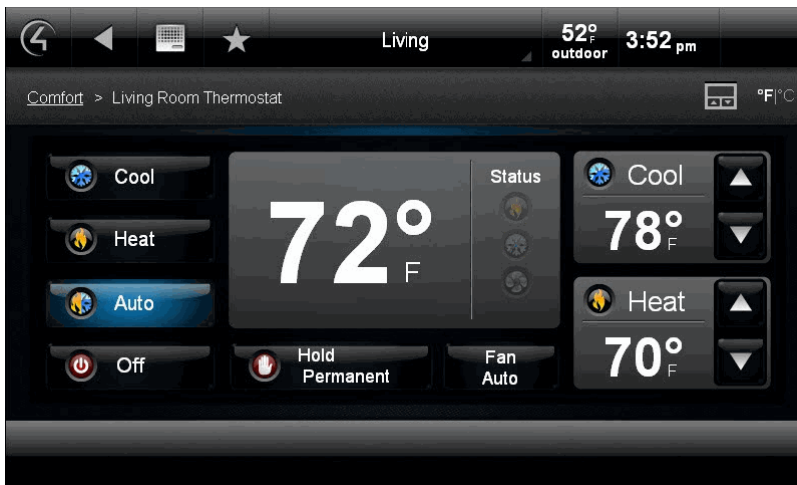 Living
52°F
outdoor
3:52 pm
Comfort > Living Room Thermostat
°F|°C
Cool
Heat
Auto
Off
72°F
Status
Hold
Permanent
Fan
Auto
Cool
78°F
Heat
70°F